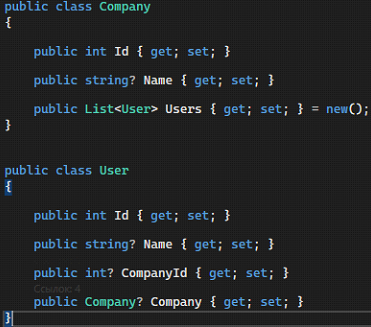 public class Company
{
public int Id { get; set; }
public string? Name { get; set; }
public List<User> Users { get; set; } = new();
}
public class User
{
public int Id { get; set; }
public string? Name { get; set; }
public int? CompanyId { get; set; }
Ссылок: 4
public Company? Company { get; set; }
}